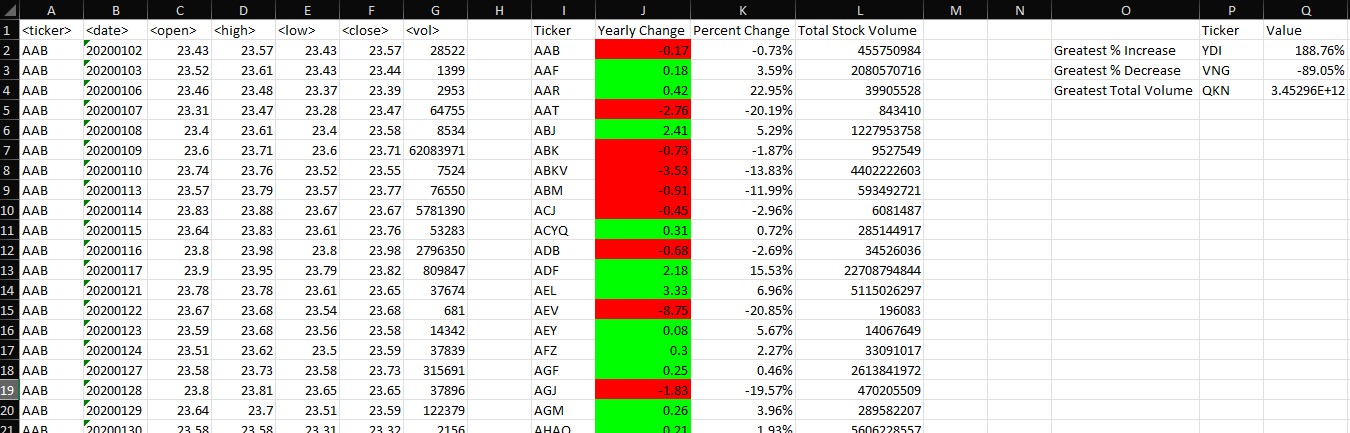 A B C D E F G H I J K L M N O P Q
1 <ticker> <date> <open> <high> <low> <close> <vol> Ticker Yearly Change Percent Change Total Stock Volume Ticker Value
2 AAB 20200102 23.43 23.57 23.43 23.57 28522 AAB -0.17 -0.73% 455750984 Greatest % Increase YDI 188.76%
3 AAB 20200103 23.52 23.61 23.43 23.44 1399 AAF 0.18 3.59% 2080570716 Greatest % Decrease VNG -89.05%
4 AAB 20200106 23.46 23.48 23.37 23.39 2953 AAR 0.42 22.95% 39905528 Greatest Total Volume QKN 3.45296E+12
5 AAB 20200107 23.31 23.47 23.28 23.47 64755 AAT -2.76 -20.19% 843410
6 AAB 20200108 23.4 23.61 23.4 23.58 8534 ABJ 2.41 5.29% 1227953758
7 AAB 20200109 23.6 23.71 23.6 23.71 62083971 ABK -0.73 -1.87% 9527549
8 AAB 20200110 23.74 23.76 23.52 23.55 7524 ABKV -3.53 -13.83% 4402222603
9 AAB 20200113 23.57 23.79 23.57 23.77 76550 ABM -0.91 -11.99% 593492721
10 AAB 20200114 23.83 23.88 23.67 23.67 5781390 ACJ -0.45 -2.96% 6081487
11 AAB 20200115 23.64 23.83 23.61 23.76 53283 ACYQ 0.31 0.72% 285144917
12 AAB 20200116 23.8 23.98 23.8 23.98 2796350 ADB -0.68 -2.69% 34526036
13 AAB 20200117 23.9 23.95 23.79 23.82 809847 ADF 2.18 15.53% 22708794844
14 AAB 20200121 23.78 23.78 23.61 23.65 37674 AEL 3.33 6.96% 5115026297
15 AAB 20200122 23.67 23.68 23.54 23.68 681 AEV -8.75 -20.85% 196083
16 AAB 20200123 23.59 23.68 23.56 23.58 14342 AEY 0.08 5.67% 14067649
17 AAB 20200124 23.51 23.62 23.5 23.59 37839 AFZ 0.3 2.27% 33091017
18 AAB 20200127 23.58 23.73 23.58 23.73 315691 AGF 0.25 0.46% 2613841972
19 AAB 20200128 23.8 23.81 23.65 23.65 37896 AGJ -1.83 -19.57% 470205509
20 AAB 20200129 23.64 23.7 23.51 23.59 122379 AGM 0.26 3.96% 289582207
21 AAB 20200130 23.58 23.58 23.31 23.32 2156 AHAQ 0.21 1.93% 5606228557